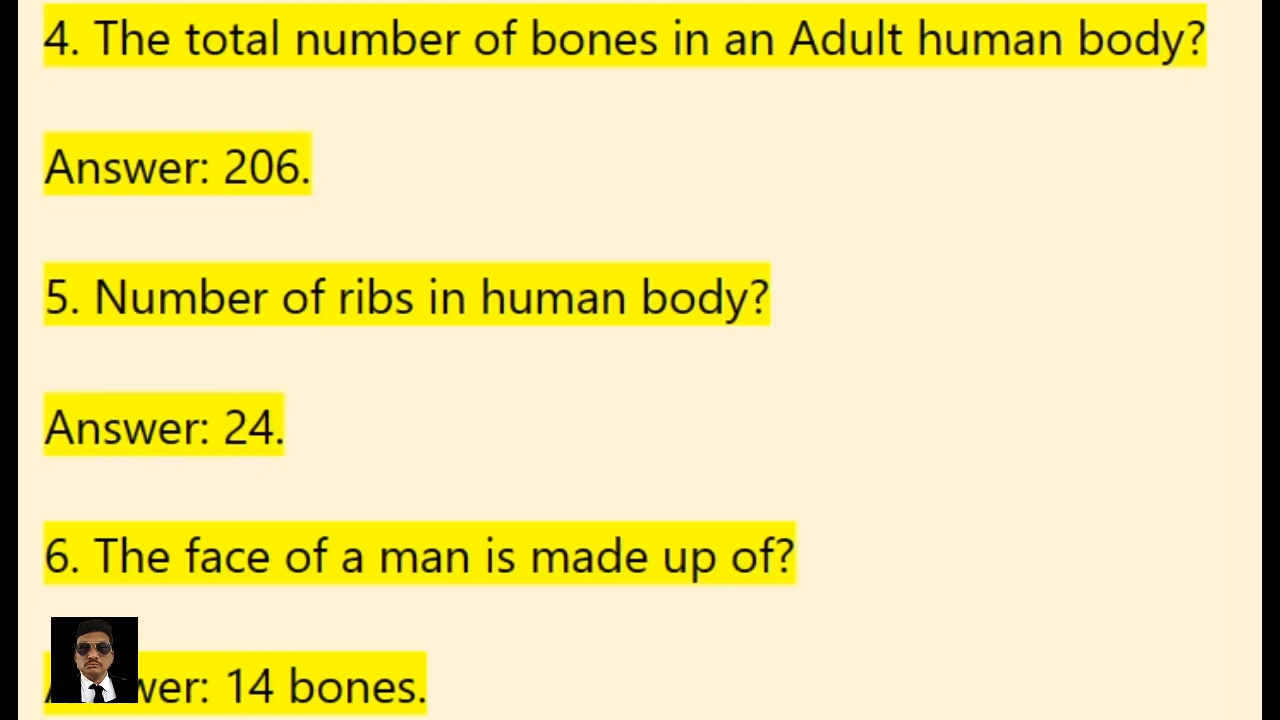 4. The total number of bones in an Adult human body?
Answer: 206.
5. Number of ribs in human body?
Answer: 24.
6. The face of a man is made up of?
14 bones.